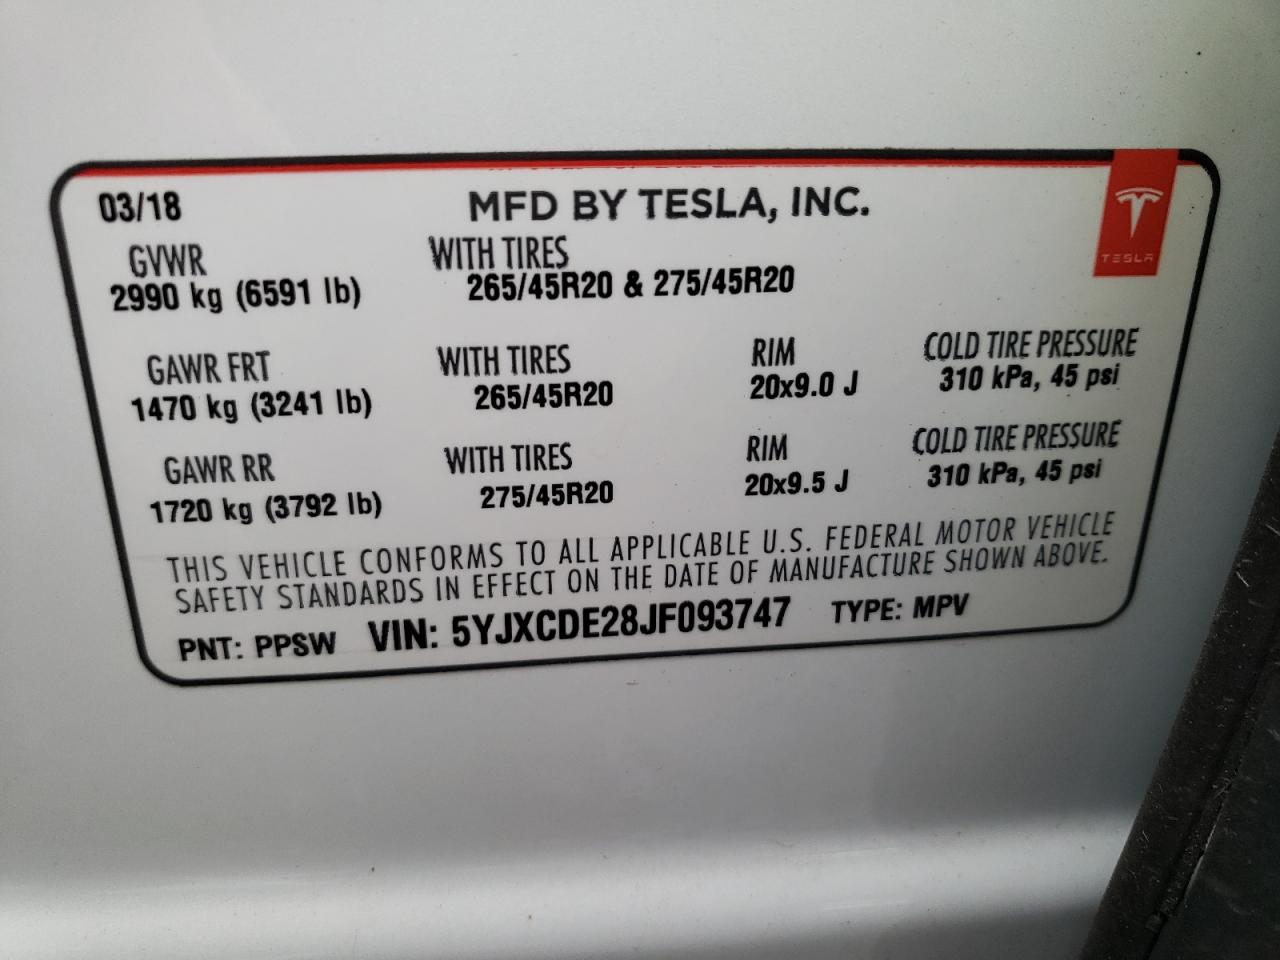 03/18 MFD BY TESLA, INC.
TESLA
GVWR WITH TIRES
2990 kg (6591 lb) 265/45R20 & 275/45R20
GAWR FRT WITH TIRES RIM COLD TIRE PRESSURE
1470 kg (3241 lb) 265/45R20 20x9.0 J 310 kPa, 45 psi
GAWR RR WITH TIRES RIM COLD TIRE PRESSURE
1720 kg (3792 lb) 275/45R20 20x9.5 J 310 kPa, 45 psi
THIS VEHICLE CONFORMS TO ALL APPLICABLE U.S. FEDERAL MOTOR VEHICLE
SAFETY STANDARDS IN EFFECT ON THE DATE OF MANUFACTURE SHOWN ABOVE.
PNT: PPSW VIN: 5YJXCDE28JF093747 TYPE: MPV